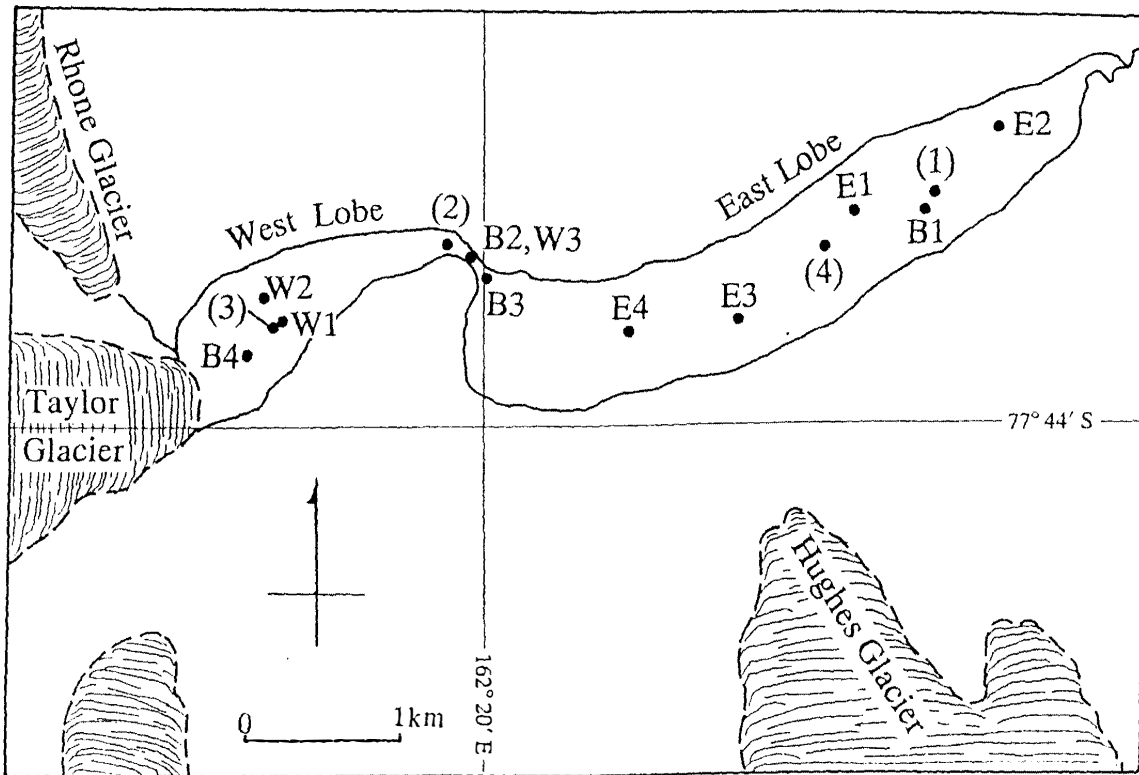 Rhone Glacier
West Lobe
East Lobe
E2
(1)
E1
B1
(2)
B2,W3
(4)
B3
W2
(3)
W1
E4
E3
B4
Taylor
Glacier
77° 44′ S
Hughes Glacier
162° 20′ E
0 1km